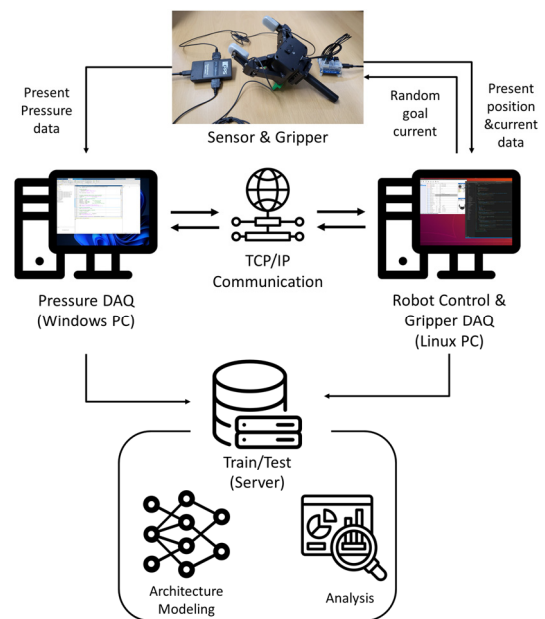 Present
Pressure
data
Sensor & Gripper
Random
goal
current
Present
position
&current
data
TCP/IP
Communication
Pressure DAQ
(Windows PC)
Robot Control &
Gripper DAQ
(Linux PC)
Train/Test
(Server)
Architecture
Modeling
Analysis